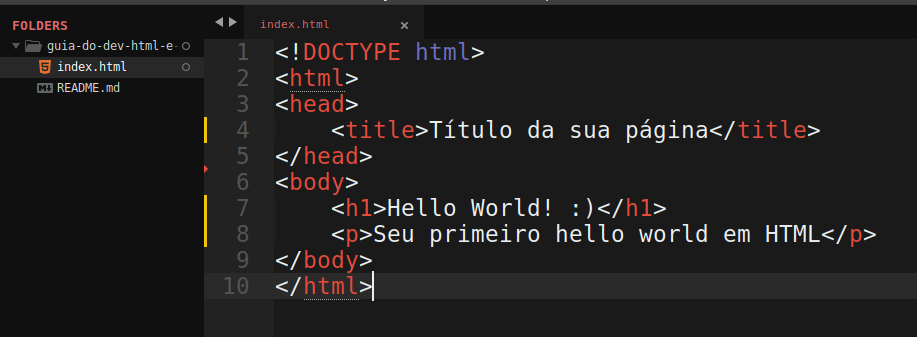 FOLDERS
guia-do-dev-html-e-
index.html
README.md
index.html ×
1 <!DOCTYPE html>
2 <html>
3 <head>
4     <title>Título da sua página</title>
5 </head>
6 <body>
7     <h1>Hello World! :)</h1>
8     <p>Seu primeiro hello world em HTML</p>
9 </body>
10 </html>